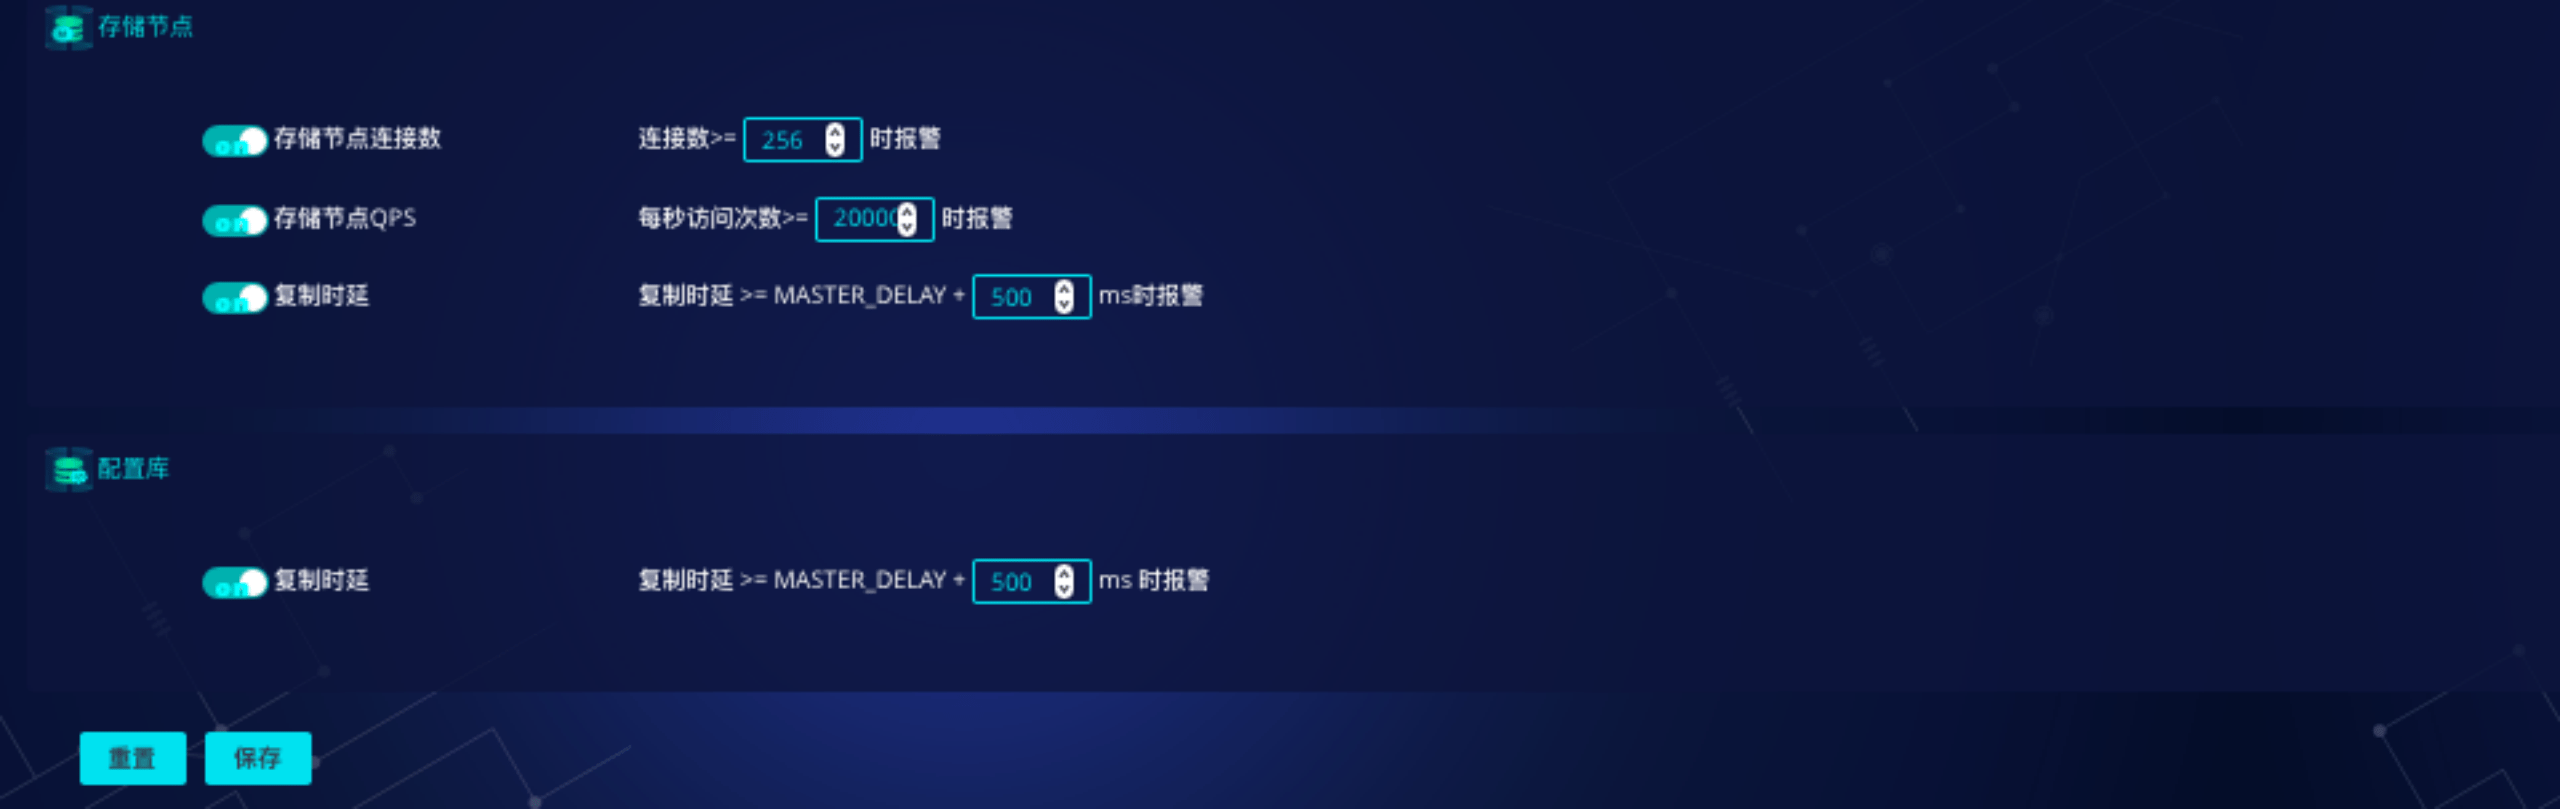 存储节点
on 存储节点连接数 连接数>= 256 时报警
on 存储节点QPS 每秒访问次数>= 20000 时报警
on 复制时延 复制时延 >= MASTER_DELAY + 500 ms时报警
配置库
on 复制时延 复制时延 >= MASTER_DELAY + 500 ms 时报警
重置 保存